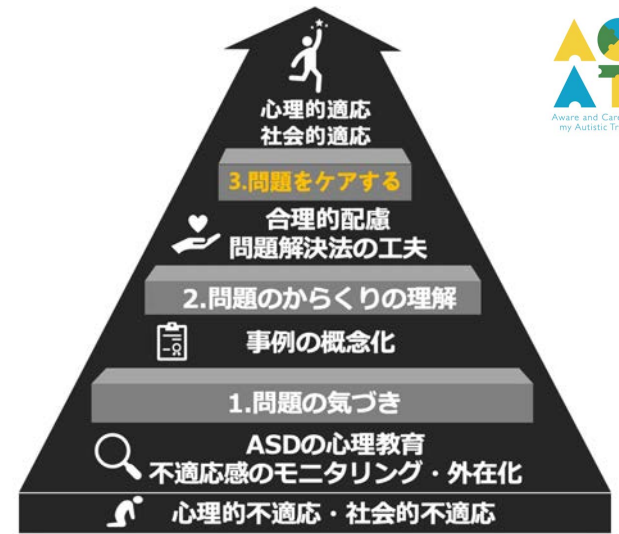 心理的適応
社会的適応
3.問題をケアする
合理的配慮
問題解決法の工夫
2.問題のからくりの理解
事例の概念化
1.問題の気づき
ASDの心理教育
不適応感のモニタリング・外在化
心理的不適応・社会的不適応
Aware and
my Autistic